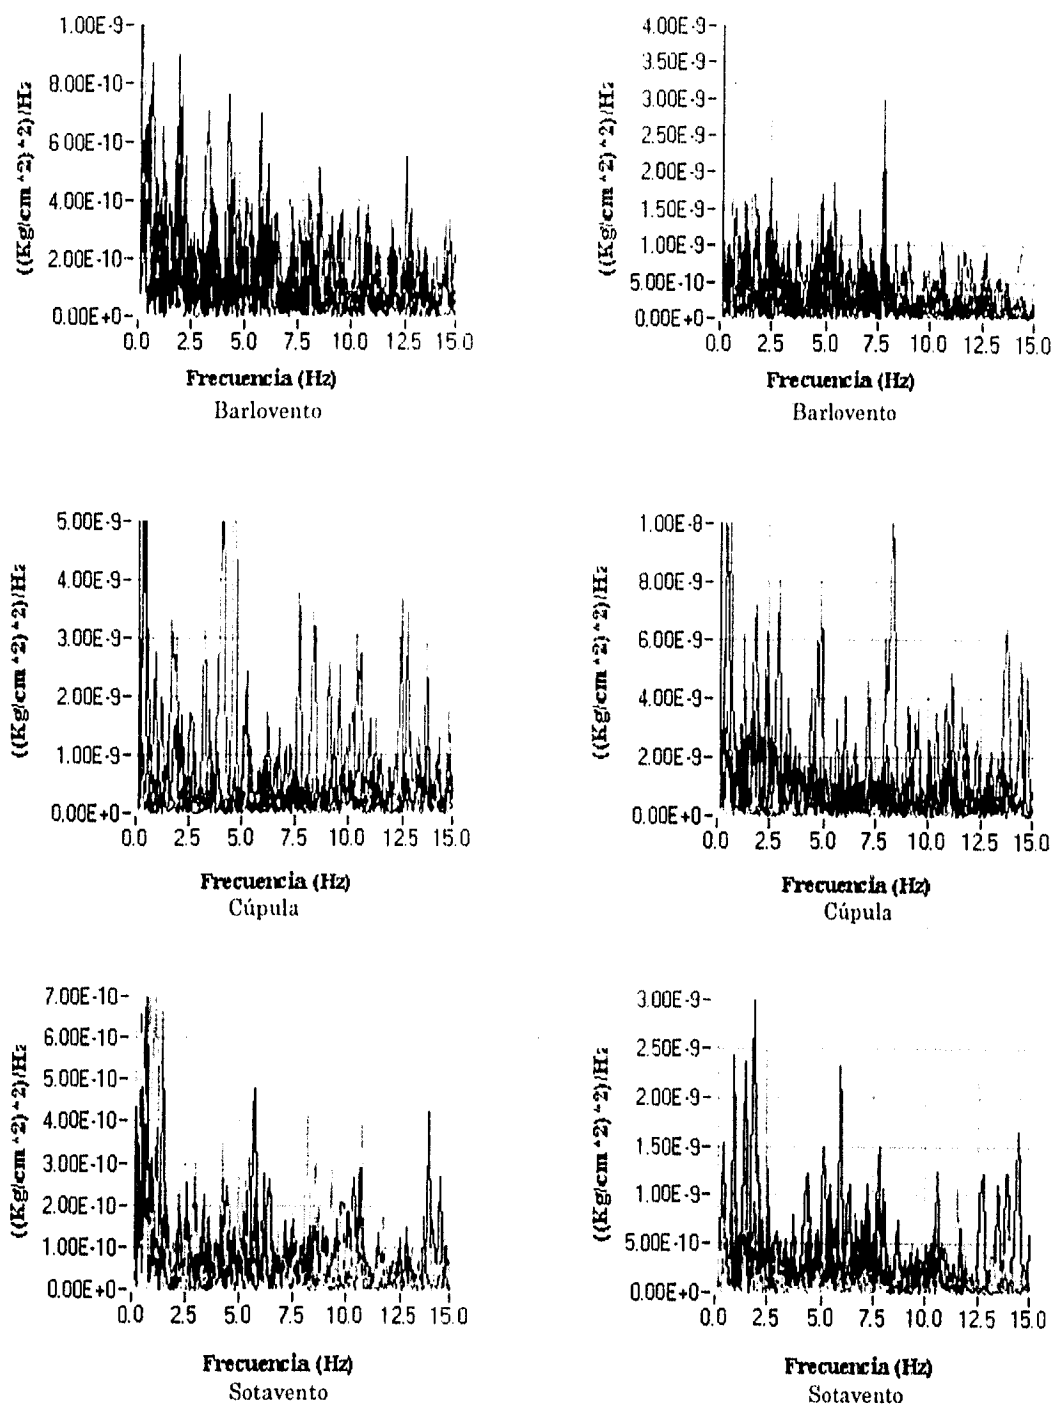 1.00E-9
8.00E-10
6.00E-10
4.00E-10
2.00E-10
0.00E+0
((Kg/cm^2)^2)/Hz
0.0 2.5 5.0 7.5 10.0 12.5 15.0
Frecuencia (Hz)
Barlovento
4.00E-9
3.50E-9
3.00E-9
2.50E-9
2.00E-9
1.50E-9
1.00E-9
5.00E-10
0.00E+0
((Kg/cm^2)^2)/Hz
0.0 2.5 5.0 7.5 10.0 12.5 15.0
Frecuencia (Hz)
Barlovento
5.00E-9
4.00E-9
3.00E-9
2.00E-9
1.00E-9
0.00E+0
((Kg/cm^2)^2)/Hz
0.0 2.5 5.0 7.5 10.0 12.5 15.0
Frecuencia (Hz)
Cúpula
1.00E-8
8.00E-9
6.00E-9
4.00E-9
2.00E-9
0.00E+0
((Kg/cm^2)^2)/Hz
0.0 2.5 5.0 7.5 10.0 12.5 15.0
Frecuencia (Hz)
Cúpula
7.00E-10
6.00E-10
5.00E-10
4.00E-10
3.00E-10
2.00E-10
1.00E-10
0.00E+0
((Kg/cm^2)^2)/Hz
0.0 2.5 5.0 7.5 10.0 12.5 15.0
Frecuencia (Hz)
Sotavento
3.00E-9
2.50E-9
2.00E-9
1.50E-9
1.00E-9
5.00E-10
0.00E+0
((Kg/cm^2)^2)/Hz
0.0 2.5 5.0 7.5 10.0 12.5 15.0
Frecuencia (Hz)
Sotavento